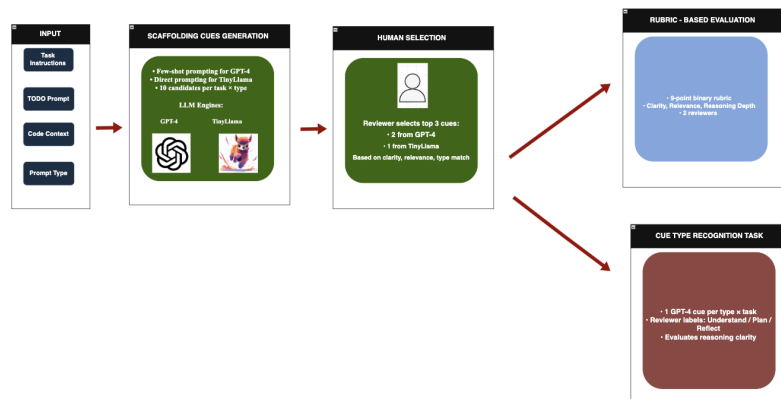 INPUT
Task
Instructions
TODO Prompt
Code Context
Prompt Type
SCAFFOLDING CUES GENERATION
• Few-shot prompting for GPT-4
• Direct prompting for TinyLlama
• 10 candidates per task × type
LLM Engines:
GPT-4 TinyLlama
HUMAN SELECTION
Reviewer selects top 3 cues:
• 2 from GPT-4
• 1 from TinyLlama
Based on clarity, relevance, type match
RUBRIC - BASED EVALUATION
• 9-point binary rubric
• Clarity, Relevance, Reasoning Depth
• 2 reviewers
CUE TYPE RECOGNITION TASK
• 1 GPT-4 cue per type × task
• Reviewer labels: Understand / Plan /
Reflect
• Evaluates reasoning clarity